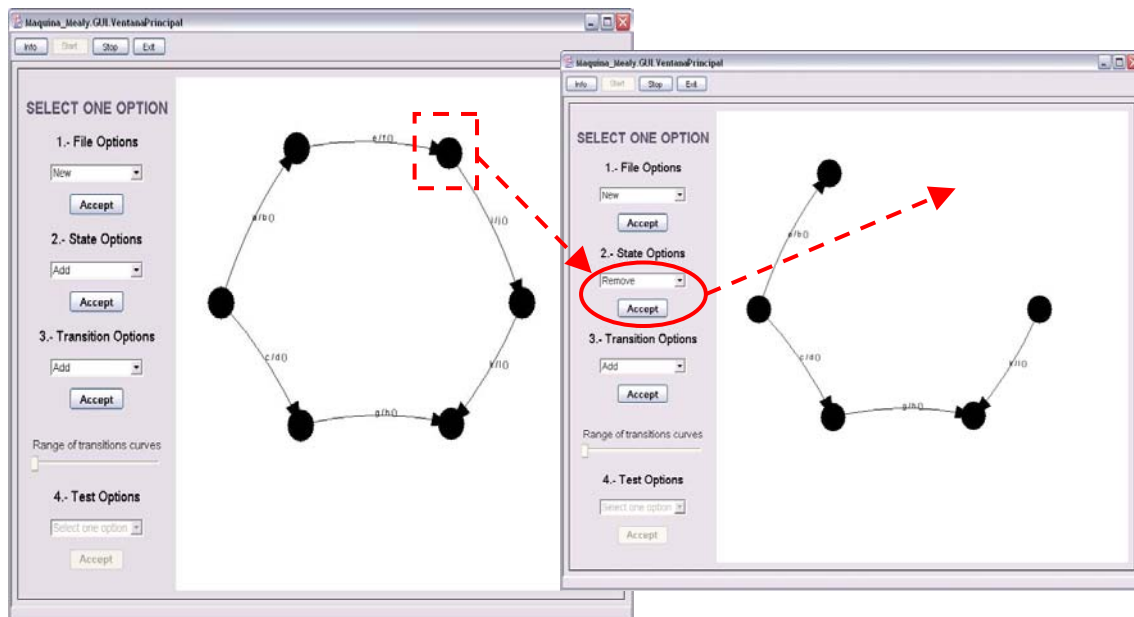 Maquina_Mealy.GUI.VentanaPrincipal
Info Start Stop Exit
SELECT ONE OPTION
1.- File Options
New
Accept
2.- State Options
Add
Accept
3.- Transition Options
Add
Accept
Range of transitions curves
4.- Test Options
Select one option
Accept
e / f ()
a / b ()
i / j ()
c / d ()
k / l ()
g / h ()
Maquina_Mealy.GUI.VentanaPrincipal
Info Start Stop Exit
SELECT ONE OPTION
1.- File Options
New
Accept
2.- State Options
Remove
Accept
3.- Transition Options
Add
Accept
Range of transitions curves
4.- Test Options
Select one option
Accept
a / b ()
c / d ()
k / l ()
g / h ()